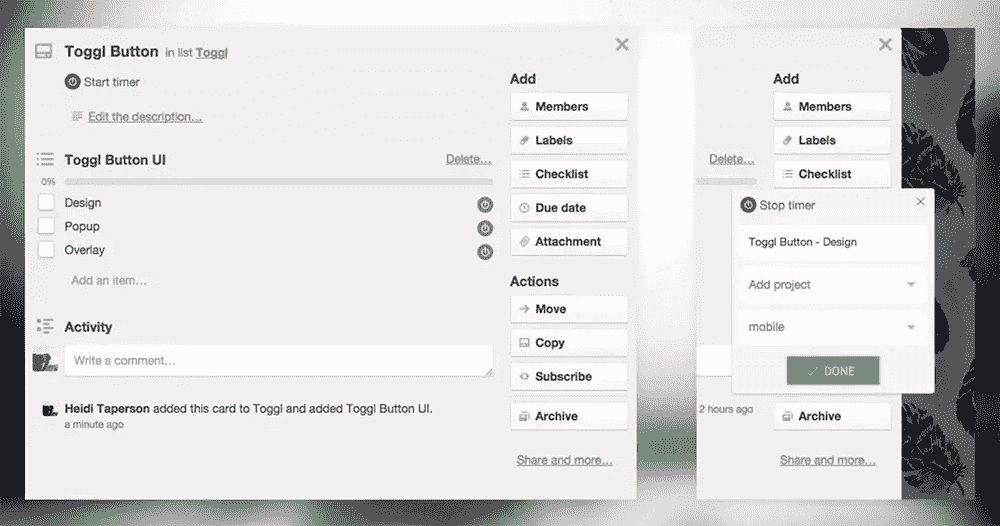 Toggl Button in list Toggl
Start timer
Edit the description...
Toggl Button UI
Delete...
0%
Design
Popup
Overlay
Add an item...
Activity
Write a comment...
Heidi Taperson added this card to Toggl and added Toggl Button UI.
a minute ago
Add
Members
Labels
Checklist
Due date
Attachment
Actions
Move
Copy
Subscribe
Archive
Share and more...
Add
Members
Labels
Delete...
Checklist
Stop timer
Toggl Button - Design
Add project
mobile
DONE
2 hours ago
Archive
Share and more...